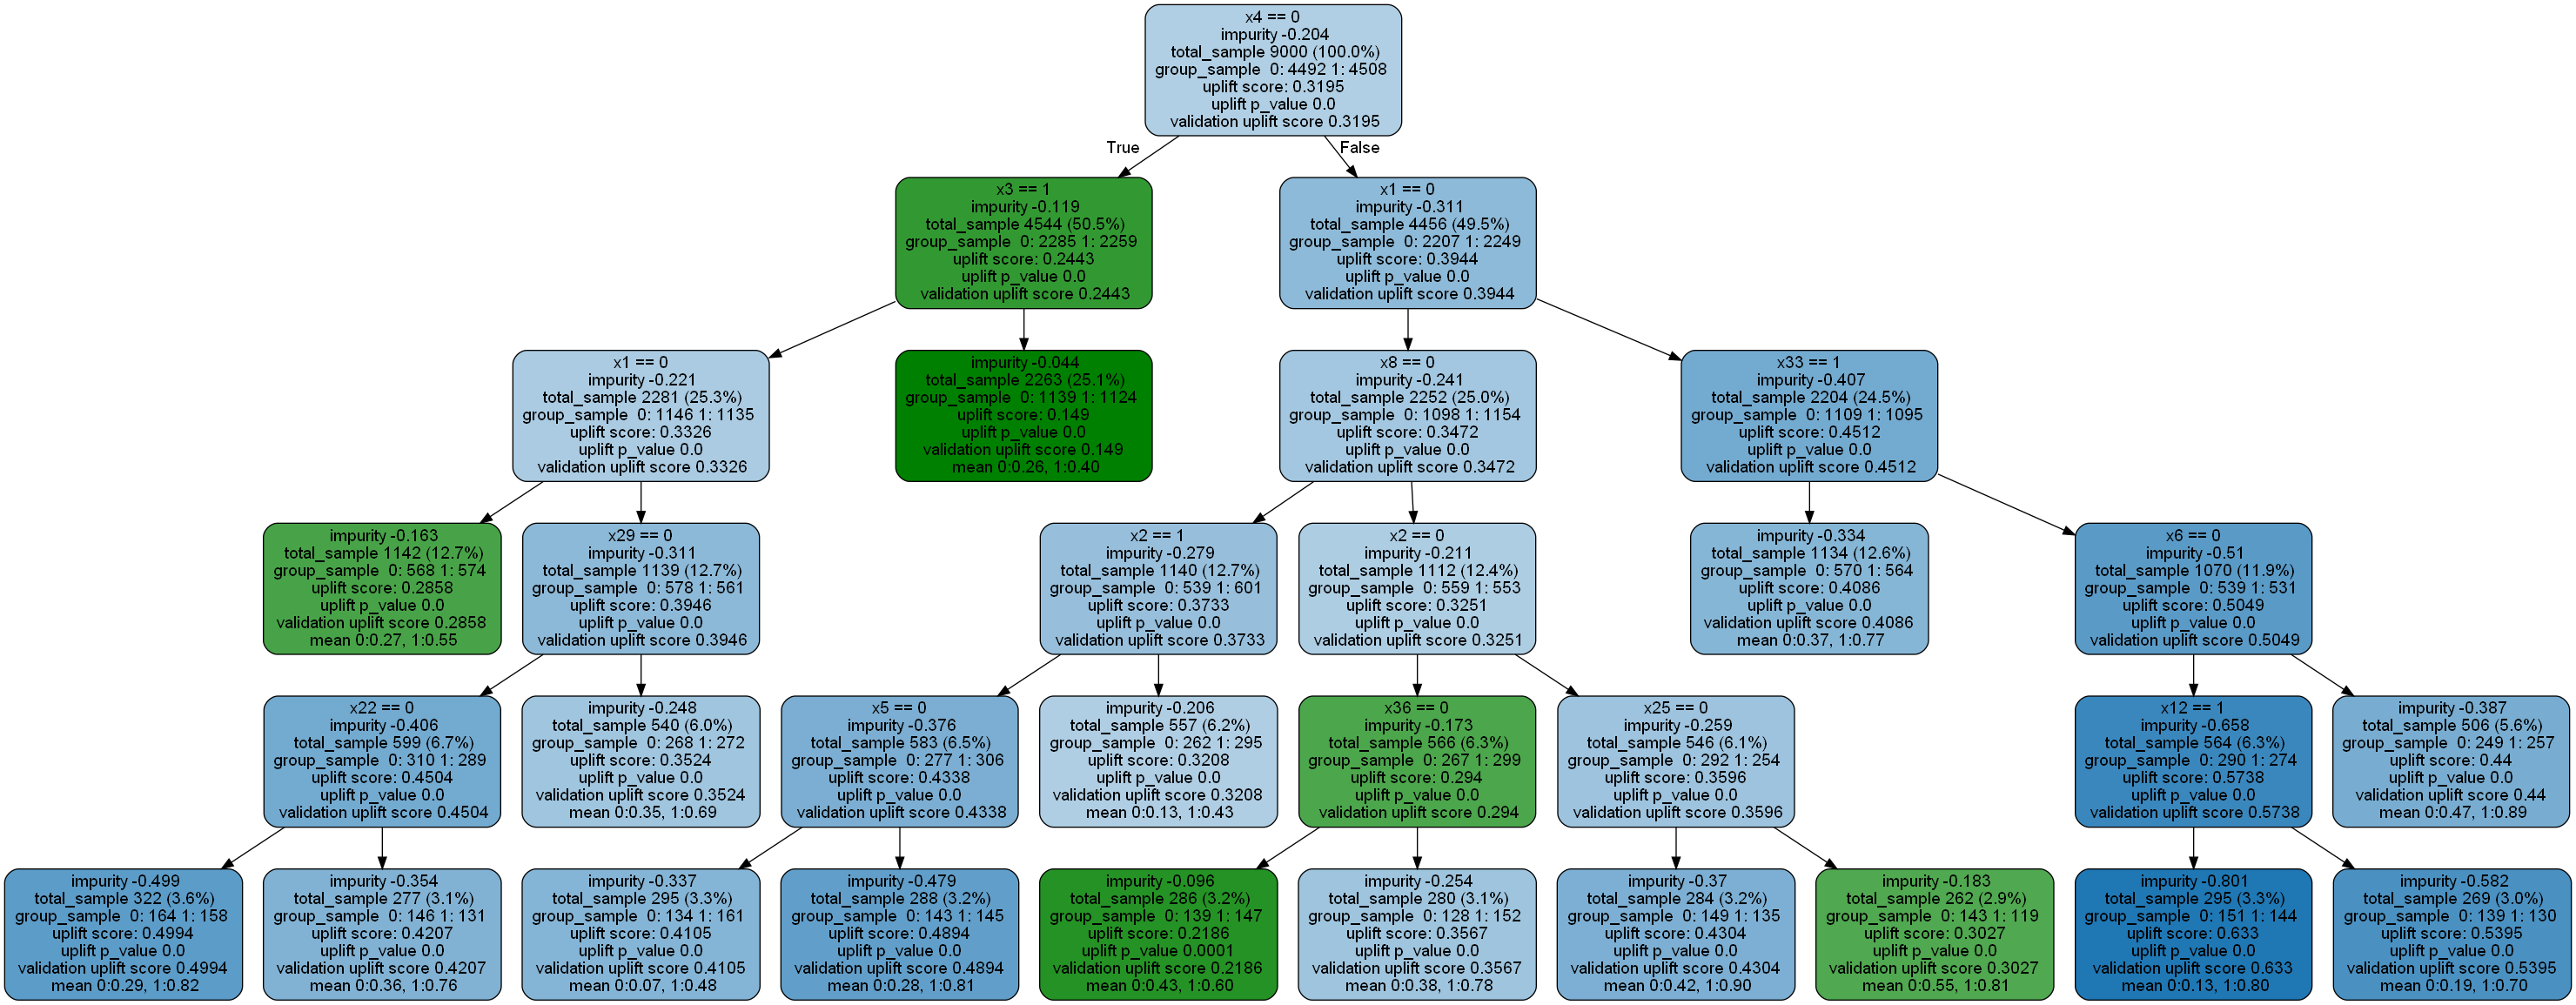 x4 == 0
impurity -0.204
total_sample 9000 (100.0%)
group_sample 0: 4492 1: 4508
uplift score: 0.3195
uplift p_value 0.0
validation uplift score 0.3195
True
False
x3 == 1
impurity -0.119
total_sample 4544 (50.5%)
group_sample 0: 2285 1: 2259
uplift score: 0.2443
uplift p_value 0.0
validation uplift score 0.2443
x1 == 0
impurity -0.311
total_sample 4456 (49.5%)
group_sample 0: 2207 1: 2249
uplift score: 0.3944
uplift p_value 0.0
validation uplift score 0.3944
x1 == 0
impurity -0.221
total_sample 2281 (25.3%)
group_sample 0: 1146 1: 1135
uplift score: 0.3326
uplift p_value 0.0
validation uplift score 0.3326
impurity -0.044
total_sample 2263 (25.1%)
group_sample 0: 1139 1: 1124
uplift score: 0.149
uplift p_value 0.0
validation uplift score 0.149
mean 0:0.26, 1:0.40
x8 == 0
impurity -0.241
total_sample 2252 (25.0%)
group_sample 0: 1098 1: 1154
uplift score: 0.3472
uplift p_value 0.0
validation uplift score 0.3472
x33 == 1
impurity -0.407
total_sample 2204 (24.5%)
group_sample 0: 1109 1: 1095
uplift score: 0.4512
uplift p_value 0.0
validation uplift score 0.4512
impurity -0.163
total_sample 1142 (12.7%)
group_sample 0: 568 1: 574
uplift score: 0.2858
uplift p_value 0.0
validation uplift score 0.2858
mean 0:0.27, 1:0.55
x29 == 0
impurity -0.311
total_sample 1139 (12.7%)
group_sample 0: 578 1: 561
uplift score: 0.3946
uplift p_value 0.0
validation uplift score 0.3946
x2 == 1
impurity -0.279
total_sample 1140 (12.7%)
group_sample 0: 539 1: 601
uplift score: 0.3733
uplift p_value 0.0
validation uplift score 0.3733
x2 == 0
impurity -0.211
total_sample 1112 (12.4%)
group_sample 0: 559 1: 553
uplift score: 0.3251
uplift p_value 0.0
validation uplift score 0.3251
impurity -0.334
total_sample 1134 (12.6%)
group_sample 0: 570 1: 564
uplift score: 0.4086
uplift p_value 0.0
validation uplift score 0.4086
mean 0:0.37, 1:0.77
x6 == 0
impurity -0.51
total_sample 1070 (11.9%)
group_sample 0: 539 1: 531
uplift score: 0.5049
uplift p_value 0.0
validation uplift score 0.5049
x22 == 0
impurity -0.406
total_sample 599 (6.7%)
group_sample 0: 310 1: 289
uplift score: 0.4504
uplift p_value 0.0
validation uplift score 0.4504
impurity -0.248
total_sample 540 (6.0%)
group_sample 0: 268 1: 272
uplift score: 0.3524
uplift p_value 0.0
validation uplift score 0.3524
mean 0:0.35, 1:0.69
x5 == 0
impurity -0.376
total_sample 583 (6.5%)
group_sample 0: 277 1: 306
uplift score: 0.4338
uplift p_value 0.0
validation uplift score 0.4338
impurity -0.206
total_sample 557 (6.2%)
group_sample 0: 262 1: 295
uplift score: 0.3208
uplift p_value 0.0
validation uplift score 0.3208
mean 0:0.13, 1:0.43
x36 == 0
impurity -0.173
total_sample 566 (6.3%)
group_sample 0: 267 1: 299
uplift score: 0.294
uplift p_value 0.0
validation uplift score 0.294
x25 == 0
impurity -0.259
total_sample 546 (6.1%)
group_sample 0: 292 1: 254
uplift score: 0.3596
uplift p_value 0.0
validation uplift score 0.3596
x12 == 1
impurity -0.658
total_sample 564 (6.3%)
group_sample 0: 290 1: 274
uplift score: 0.5738
uplift p_value 0.0
validation uplift score 0.5738
impurity -0.387
total_sample 506 (5.6%)
group_sample 0: 249 1: 257
uplift score: 0.44
uplift p_value 0.0
validation uplift score 0.44
mean 0:0.47, 1:0.89
impurity -0.499
total_sample 322 (3.6%)
group_sample 0: 164 1: 158
uplift score: 0.4994
uplift p_value 0.0
validation uplift score 0.4994
mean 0:0.29, 1:0.82
impurity -0.354
total_sample 277 (3.1%)
group_sample 0: 146 1: 131
uplift score: 0.4207
uplift p_value 0.0
validation uplift score 0.4207
mean 0:0.36, 1:0.76
impurity -0.337
total_sample 295 (3.3%)
group_sample 0: 134 1: 161
uplift score: 0.4105
uplift p_value 0.0
validation uplift score 0.4105
mean 0:0.07, 1:0.48
impurity -0.479
total_sample 288 (3.2%)
group_sample 0: 143 1: 145
uplift score: 0.4894
uplift p_value 0.0
validation uplift score 0.4894
mean 0:0.28, 1:0.81
impurity -0.096
total_sample 286 (3.2%)
group_sample 0: 139 1: 147
uplift score: 0.2186
uplift p_value 0.0001
validation uplift score 0.2186
mean 0:0.43, 1:0.60
impurity -0.254
total_sample 280 (3.1%)
group_sample 0: 128 1: 152
uplift score: 0.3567
uplift p_value 0.0
validation uplift score 0.3567
mean 0:0.38, 1:0.78
impurity -0.37
total_sample 284 (3.2%)
group_sample 0: 149 1: 135
uplift score: 0.4304
uplift p_value 0.0
validation uplift score 0.4304
mean 0:0.42, 1:0.90
impurity -0.183
total_sample 262 (2.9%)
group_sample 0: 143 1: 119
uplift score: 0.3027
uplift p_value 0.0
validation uplift score 0.3027
mean 0:0.55, 1:0.81
impurity -0.801
total_sample 295 (3.3%)
group_sample 0: 151 1: 144
uplift score: 0.633
uplift p_value 0.0
validation uplift score 0.633
mean 0:0.13, 1:0.80
impurity -0.582
total_sample 269 (3.0%)
group_sample 0: 139 1: 130
uplift score: 0.5395
uplift p_value 0.0
validation uplift score 0.5395
mean 0:0.19, 1:0.70